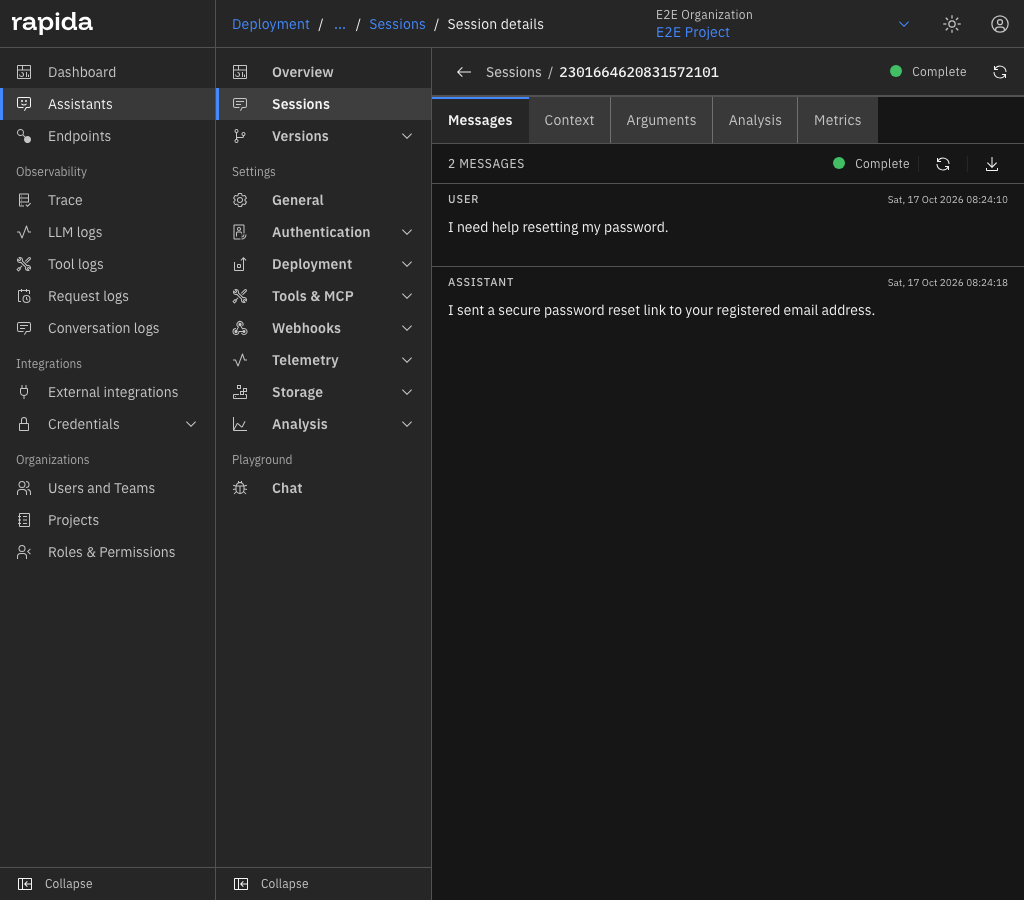 rapida
Deployment / ... / Sessions / Session details
E2E Organization
E2E Project
Dashboard
Assistants
Endpoints
Observability
Trace
LLM logs
Tool logs
Request logs
Conversation logs
Integrations
External integrations
Credentials
Organizations
Users and Teams
Projects
Roles & Permissions
Collapse
Overview
Sessions
Versions
Settings
General
Authentication
Deployment
Tools & MCP
Webhooks
Telemetry
Storage
Analysis
Playground
Chat
Collapse
Sessions / 2301664620831572101
Complete
Messages Context Arguments Analysis Metrics
2 MESSAGES
Complete
USER Sat, 17 Oct 2026 08:24:10
I need help resetting my password.
ASSISTANT Sat, 17 Oct 2026 08:24:18
I sent a secure password reset link to your registered email address.